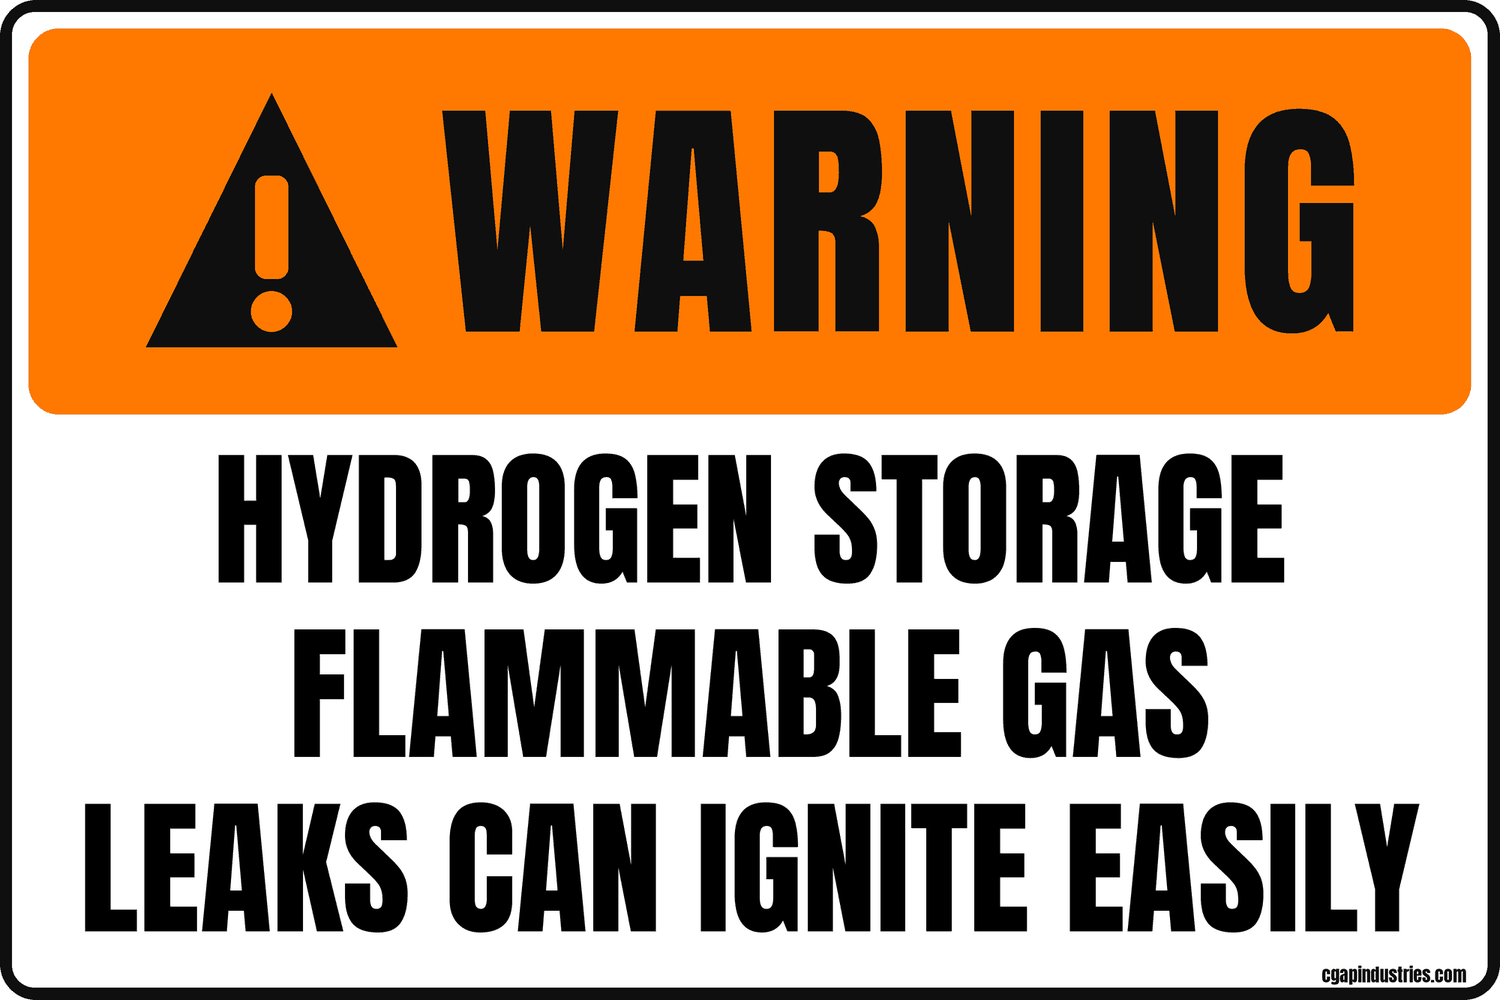 WARNING
HYDROGEN STORAGE
FLAMMABLE GAS
LEAKS CAN IGNITE EASILY
cgapindustries.com